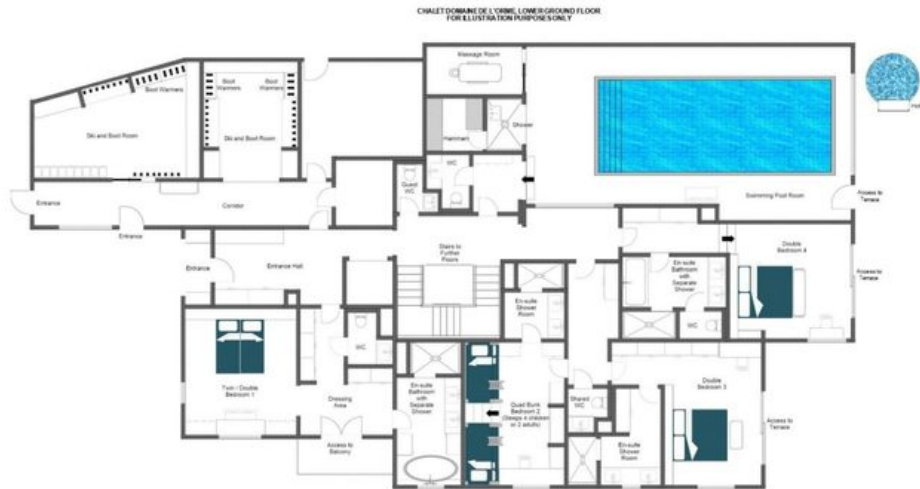 CHALET DOMAINE DE L'ORME, LOWER GROUND FLOOR
FOR ILLUSTRATION PURPOSES ONLY
Massage Room
Boot Warmers
Boot
Warmers
Boot
Warmers
Ski and Boot Room
Ski and Boot Room
Hammam
Shower
WC
Guest
WC
Swimming Pool Room
Access to
Terrace
Entrance
Corridor
Entrance
Entrance
Entrance Hall
Stairs to
Further
Floors
Double
Bedroom 4
Access to
Terrace
En-suite
Bathroom
with
Separate
Shower
WC
En-suite
Shower
Room
WC
Twin / Double
Bedroom 1
Dressing
Area
Access to
Balcony
En-suite
Bathroom
with
Separate
Shower
Quad Bunk
Bedroom 2
(Sleeps 4 children
or 2 adults)
Shared
WC
En-suite
Shower
Room
Double
Bedroom 3
Access to
Terrace